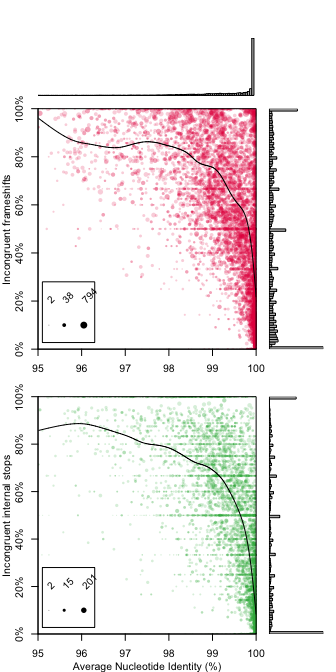 Incongruent frameshifts
100%
80%
60%
40%
20%
0%
2 38 794
95 96 97 98 99 100
Incongruent internal stops
100%
80%
60%
40%
20%
0%
2 15 201
95 96 97 98 99 100
Average Nucleotide Identity (%)